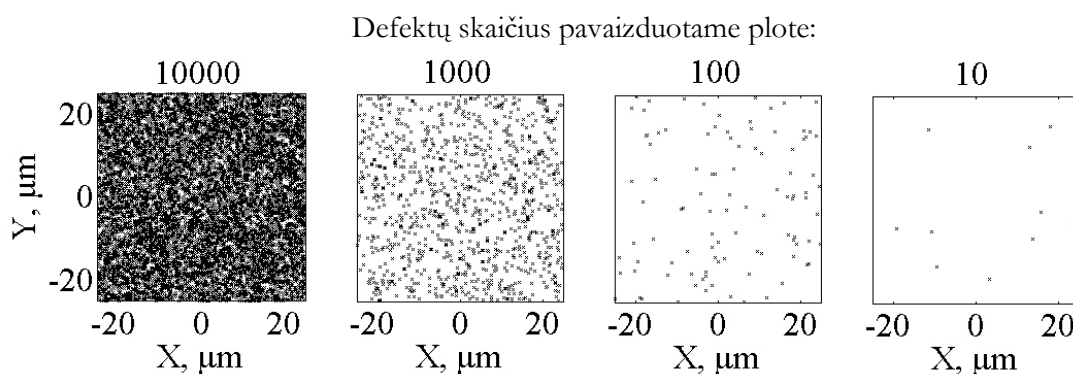 Defektų skaičius pavaizduotame plote:
10000 1000 100 10
20
0
-20
Y, μm
-20 0 20 -20 0 20 -20 0 20 -20 0 20
X, μm X, μm X, μm X, μm